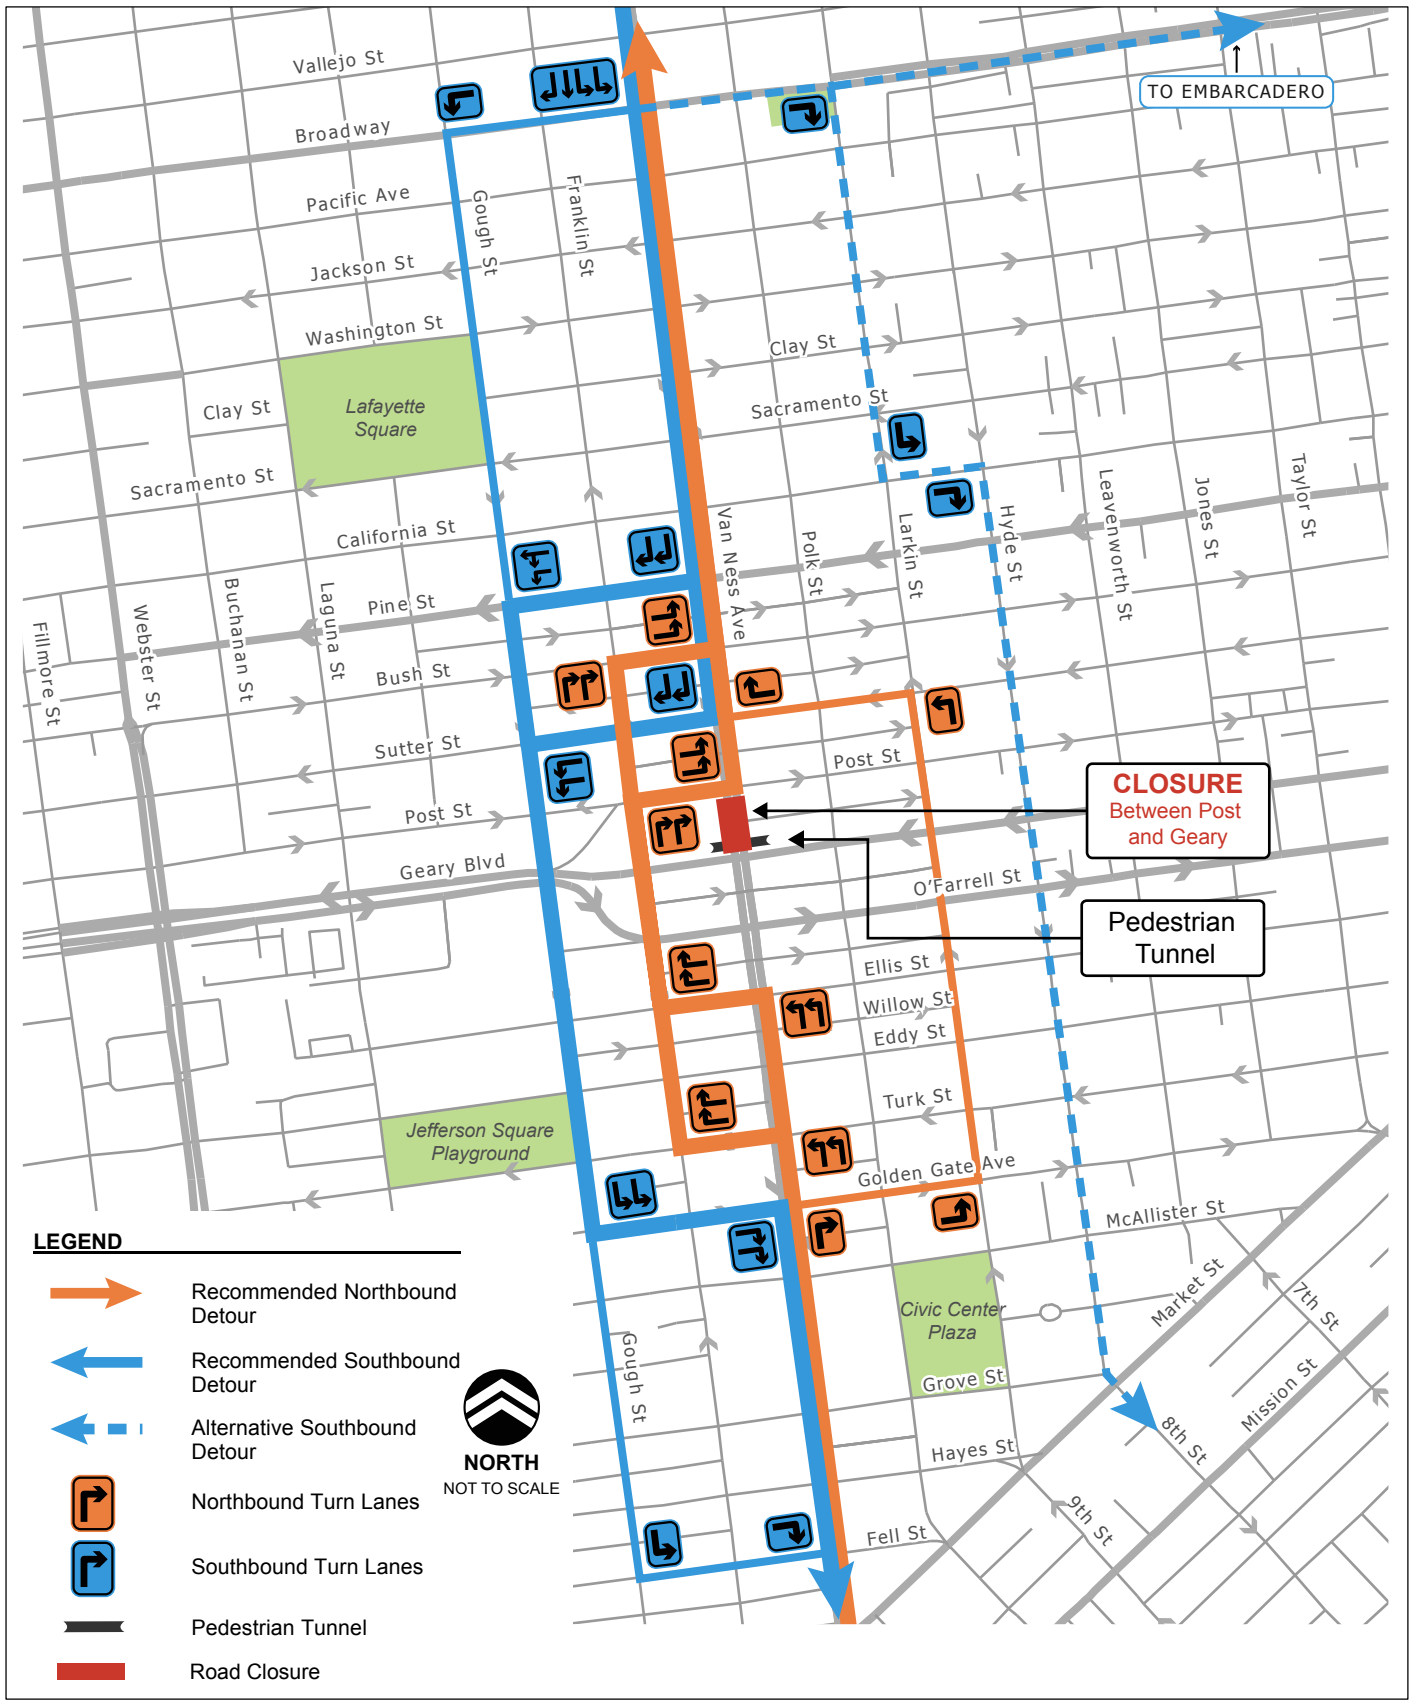 Vallejo St
TO EMBARCADERO
Broadway
Pacific Ave
Gough St
Franklin St
Jackson St
Washington St
Clay St
Lafayette
Square
Clay St
Sacramento St
Sacramento St
California St
Pine St
Bush St
Sutter St
Post St
Geary Blvd
Fillmore St
Webster St
Buchanan St
Laguna St
Van Ness Ave
Polk St
Larkin St
Hyde St
Leavenworth St
Jones St
Taylor St
Post St
CLOSURE
Between Post
and Geary
O'Farrell St
Pedestrian
Tunnel
Ellis St
Willow St
Eddy St
Turk St
Jefferson Square
Playground
Golden Gate Ave
McAllister St
Civic Center
Plaza
Grove St
Market St
7th St
Mission St
8th St
Hayes St
9th St
Fell St
Gough St
LEGEND
Recommended Northbound
Detour
Recommended Southbound
Detour
Alternative Southbound
Detour
Northbound Turn Lanes
Southbound Turn Lanes
Pedestrian Tunnel
Road Closure
NORTH
NOT TO SCALE